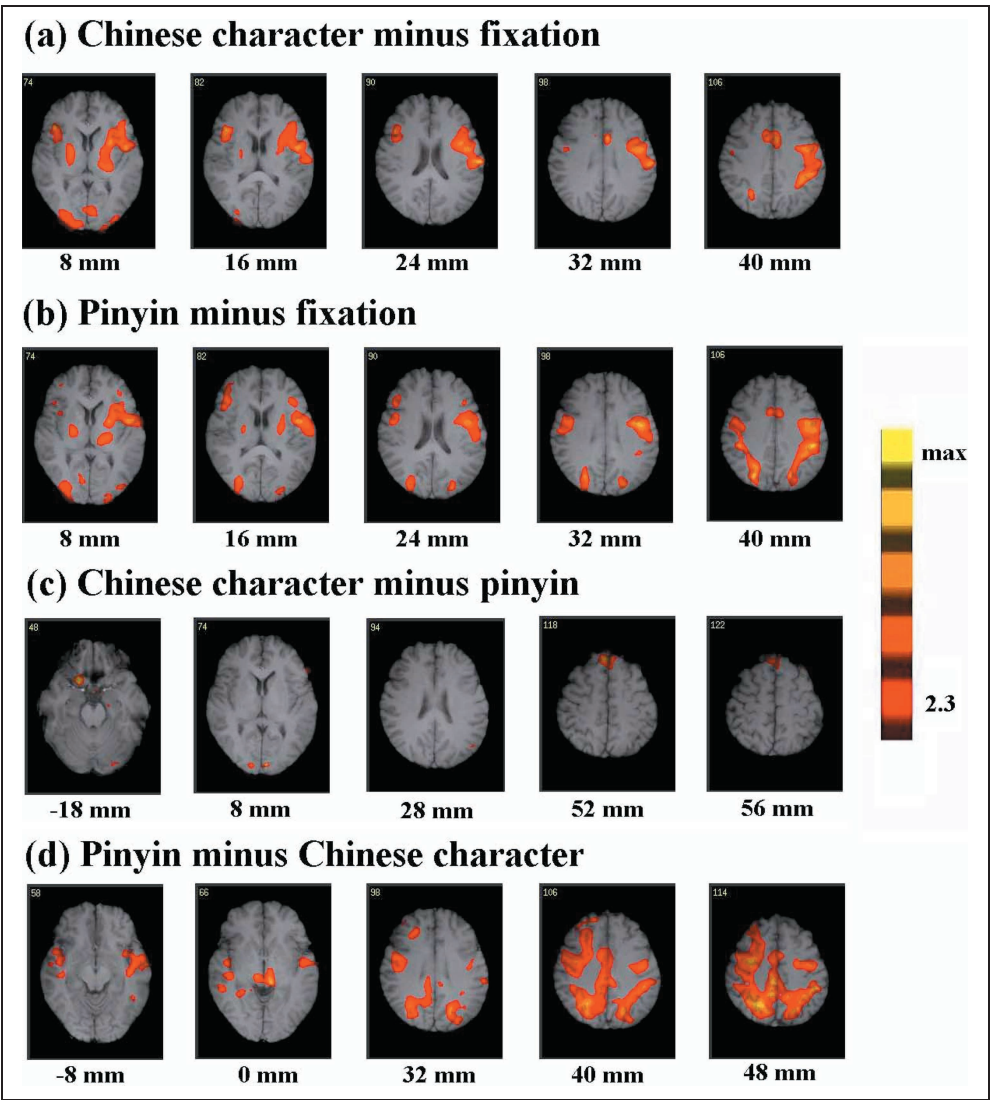 (a) Chinese character minus fixation
74 82 90 98 106
8 mm 16 mm 24 mm 32 mm 40 mm
(b) Pinyin minus fixation
74 82 90 98 106
8 mm 16 mm 24 mm 32 mm 40 mm
max
(c) Chinese character minus pinyin
48 74 94 118 122
2.3
-18 mm 8 mm 28 mm 52 mm 56 mm
(d) Pinyin minus Chinese character
58 66 98 106 114
-8 mm 0 mm 32 mm 40 mm 48 mm